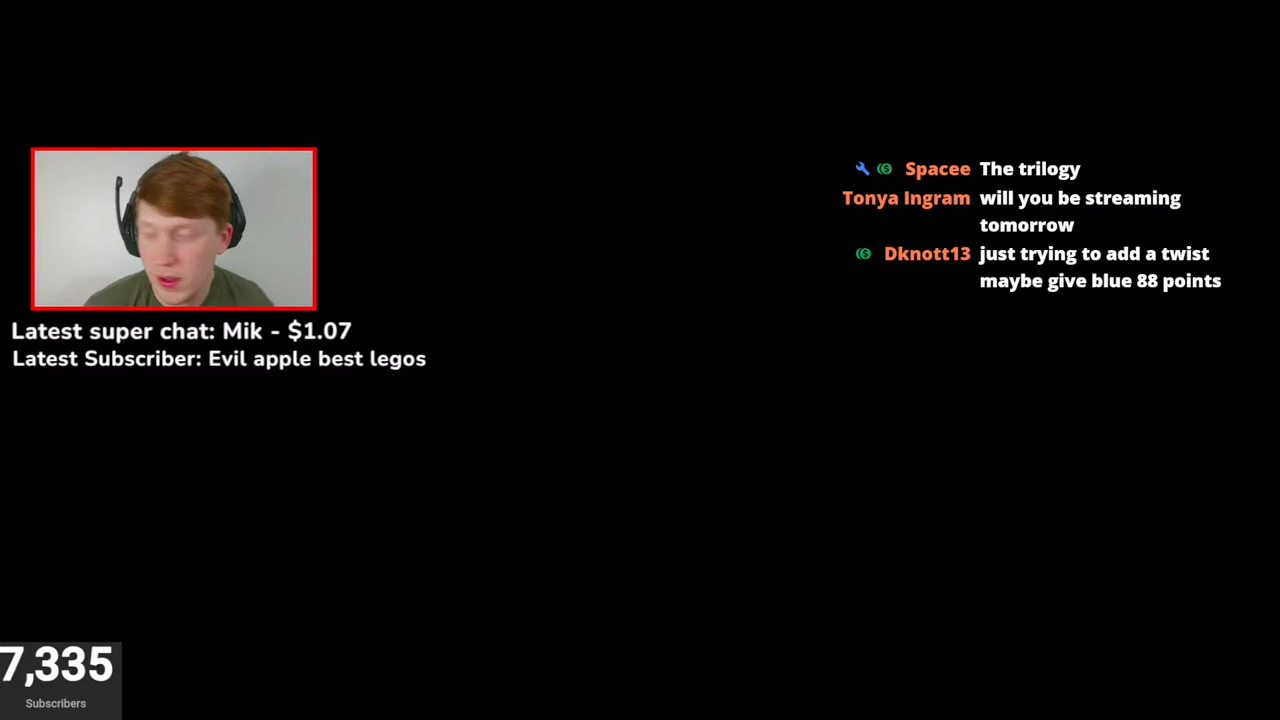 Spacee The trilogy
Tonya Ingram will you be streaming
tomorrow
Dknott13 just trying to add a twist
maybe give blue 88 points
Latest super chat: Mik - $1.07
Latest Subscriber: Evil apple best legos
7,335
Subscribers